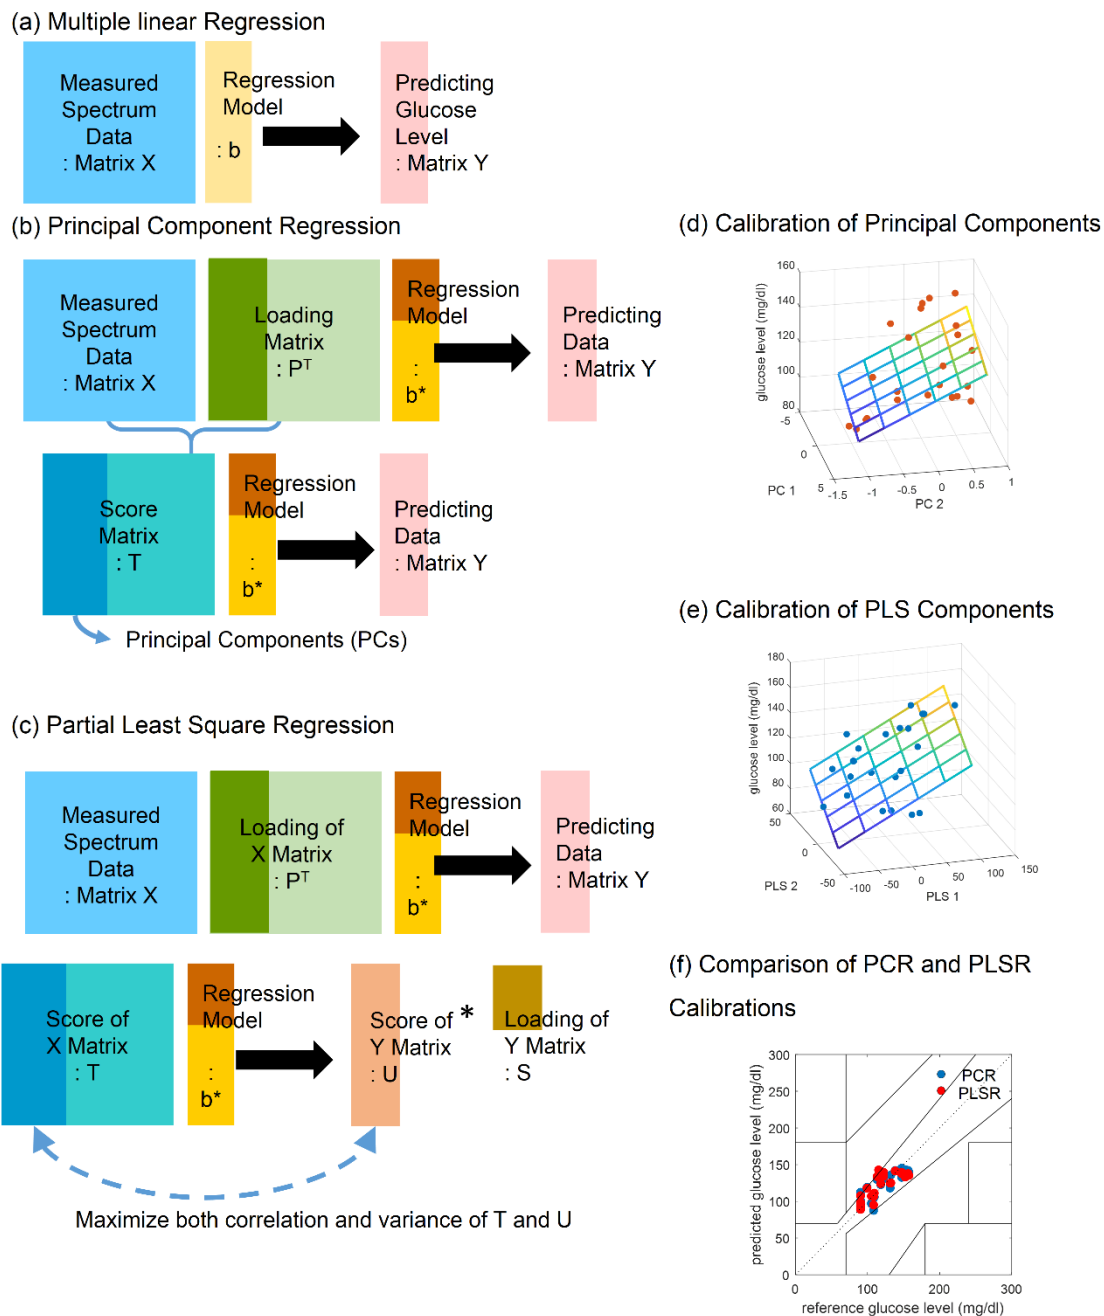 (a) Multiple linear Regression
Measured
Spectrum
Data
: Matrix X
Regression
Model
: b
Predicting
Glucose
Level
: Matrix Y
(b) Principal Component Regression
Measured
Spectrum
Data
: Matrix X
Loading
Matrix
: Pᵀ
Regression
Model
:
b*
Predicting
Data
: Matrix Y
Score
Matrix
: T
Regression
Model
:
b*
Predicting
Data
: Matrix Y
Principal Components (PCs)
(c) Partial Least Square Regression
Measured
Spectrum
Data
: Matrix X
Loading of
X Matrix
: Pᵀ
Regression
Model
:
b*
Predicting
Data
: Matrix Y
Score of
X Matrix
: T
Regression
Model
:
b*
Score of *
Y Matrix
: U
Loading of
Y Matrix
: S
Maximize both correlation and variance of T and U
(d) Calibration of Principal Components
glucose level (mg/dl)
160
140
120
100
80
-5
0
5
PC 1
-1.5
-1
-0.5
0
0.5
1
PC 2
(e) Calibration of PLS Components
glucose level (mg/dl)
180
160
140
120
100
80
60
50
0
-50
PLS 2
-100
-50
0
50
100
150
PLS 1
(f) Comparison of PCR and PLSR
Calibrations
predicted glucose level (mg/dl)
300
250
200
150
100
50
0
PCR
PLSR
0
100
200
300
reference glucose level (mg/dl)